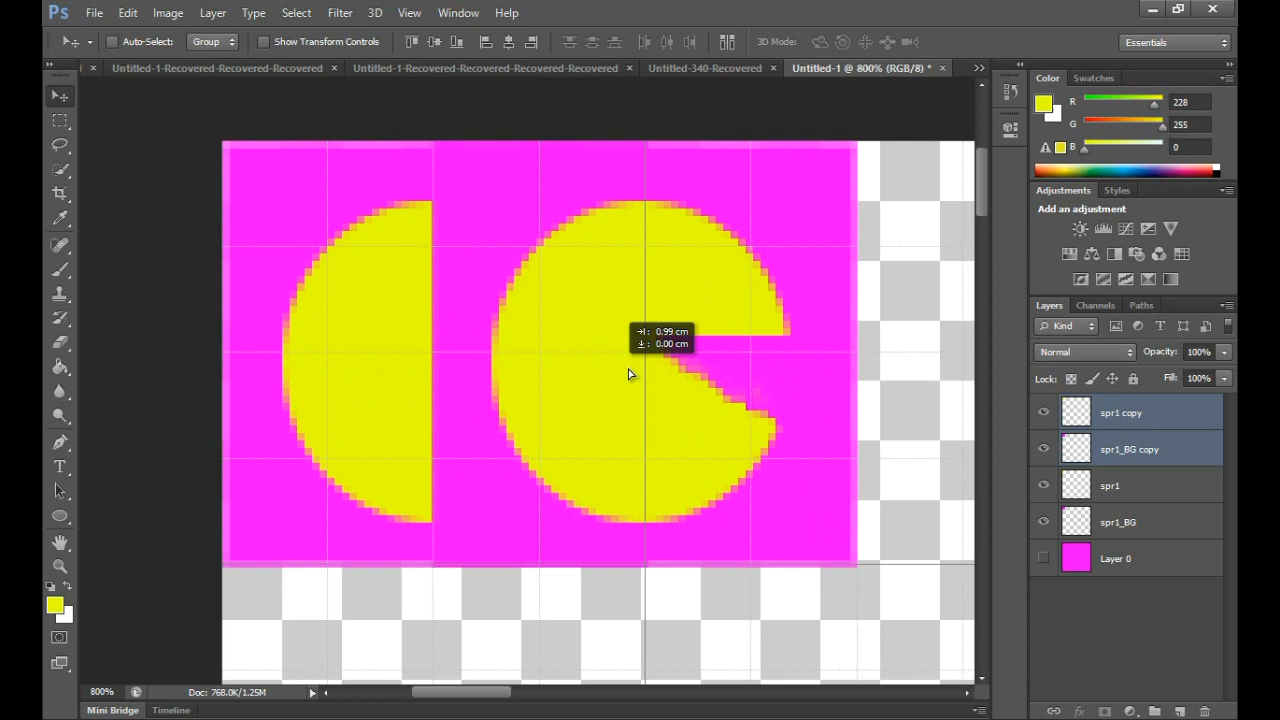 Ps File Edit Image Layer Type Select Filter 3D View Window Help
Auto-Select: Group Show Transform Controls 3D Mode: Essentials
Untitled-1-Recovered-Recovered-Recovered × Untitled-1-Recovered-Recovered-Recovered × Untitled-340-Recovered × Untitled-1 @ 800% (RGB/8) * ×
Color Swatches
R 228
G 255
B 0
Adjustments Styles
Add an adjustment
Layers Channels Paths
Kind
Normal Opacity: 100%
Lock: Fill: 100%
spr1 copy
spr1_BG copy
spr1
spr1_BG
Layer 0
: 0.99 cm
: 0.00 cm
800% Doc: 768.0K/1.25M
Mini Bridge Timeline